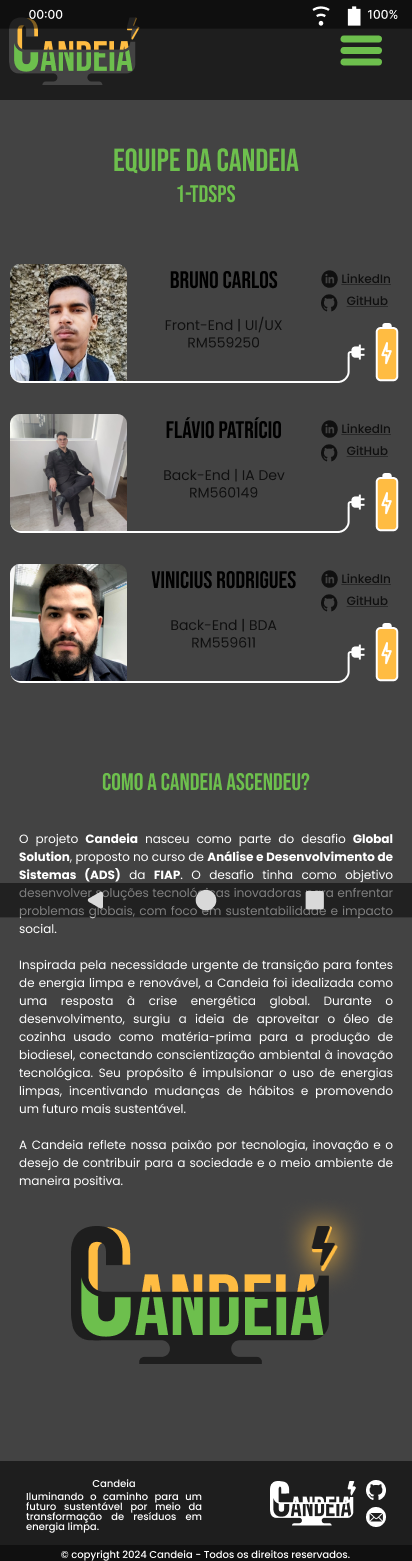 00:00
100%
CANDEIA
EQUIPE DA CANDEIA
1-TDSPS
BRUNO CARLOS
Front-End | UI/UX
RM559250
LinkedIn
GitHub
FLÁVIO PATRÍCIO
Back-End | IA Dev
RM560149
LinkedIn
GitHub
VINICIUS RODRIGUES
Back-End | BDA
RM559611
LinkedIn
GitHub
COMO A CANDEIA ASCENDEU?
O projeto Candeia nasceu como parte do desafio Global
Solution, proposto no curso de Análise e Desenvolvimento de
Sistemas (ADS) da FIAP. O desafio tinha como objetivo
desenvolver soluções tecnológicas inovadoras para enfrentar
problemas globais, com foco em sustentabilidade e impacto
social.
Inspirada pela necessidade urgente de transição para fontes
de energia limpa e renovável, a Candeia foi idealizada como
uma resposta à crise energética global. Durante o
desenvolvimento, surgiu a ideia de aproveitar o óleo de
cozinha usado como matéria-prima para a produção de
biodiesel, conectando conscientização ambiental à inovação
tecnológica. Seu propósito é impulsionar o uso de energias
limpas, incentivando mudanças de hábitos e promovendo
um futuro mais sustentável.
A Candeia reflete nossa paixão por tecnologia, inovação e o
desejo de contribuir para a sociedade e o meio ambiente de
maneira positiva.
CANDEIA
Candeia
Iluminando o caminho para um
futuro sustentável por meio da
transformação de resíduos em
energia limpa.
CANDEIA
© copyright 2024 Candeia - Todos os direitos reservados.